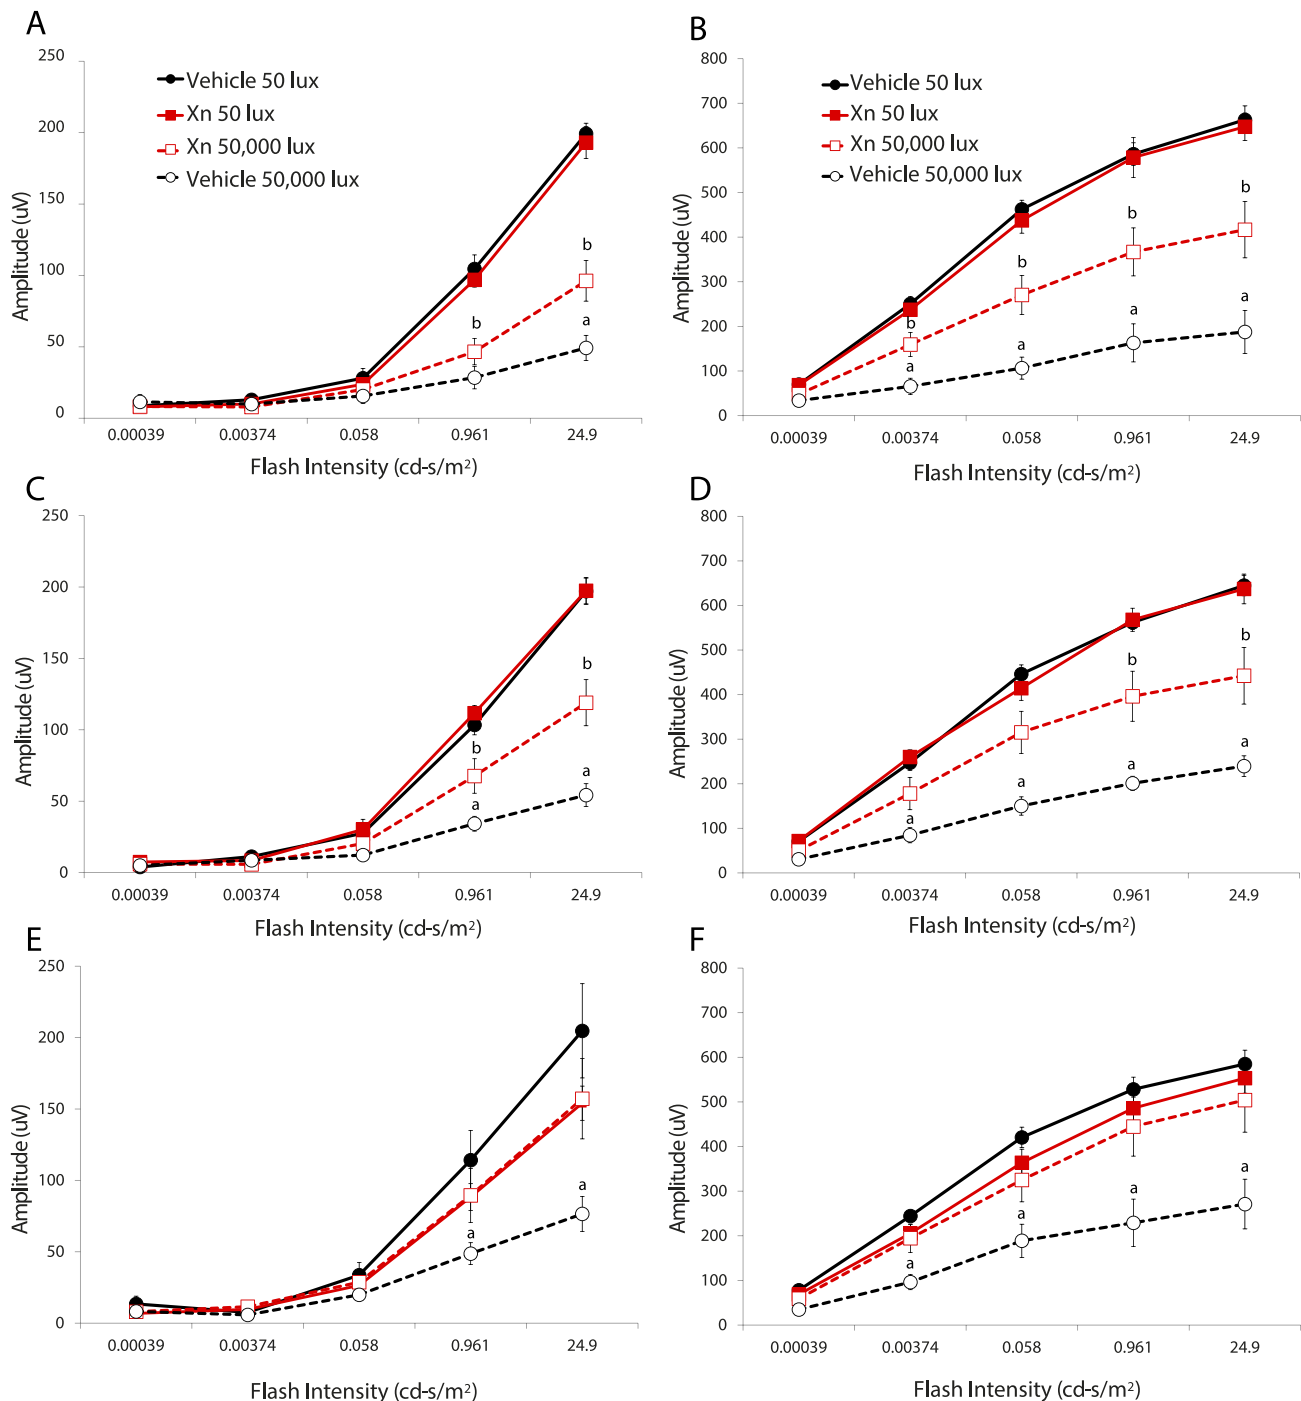 A
250
200
150
100
50
0
Amplitude (uV)
Vehicle 50 lux
Xn 50 lux
Xn 50,000 lux
Vehicle 50,000 lux
b
b
a
0.00039 0.00374 0.058 0.961 24.9
Flash Intensity (cd-s/m²)
B
800
700
600
500
400
300
200
100
0
Amplitude (uV)
Vehicle 50 lux
Xn 50 lux
Xn 50,000 lux
Vehicle 50,000 lux
b
b
b
b
a
a
a
a
0.00039 0.00374 0.058 0.961 24.9
Flash Intensity (cd-s/m²)
C
250
200
150
100
50
0
Amplitude (uV)
b
b
a
a
0.00039 0.00374 0.058 0.961 24.9
Flash Intensity (cd-s/m²)
D
800
700
600
500
400
300
200
100
0
Amplitude (uV)
b
b
a
a
a
a
0.00039 0.00374 0.058 0.961 24.9
Flash Intensity (cd-s/m²)
E
250
200
150
100
50
0
Amplitude (uV)
a
a
0.00039 0.00374 0.058 0.961 24.9
Flash Intensity (cd-s/m²)
F
800
700
600
500
400
300
200
100
0
Amplitude (uV)
a
a
a
a
0.00039 0.00374 0.058 0.961 24.9
Flash Intensity (cd-s/m²)